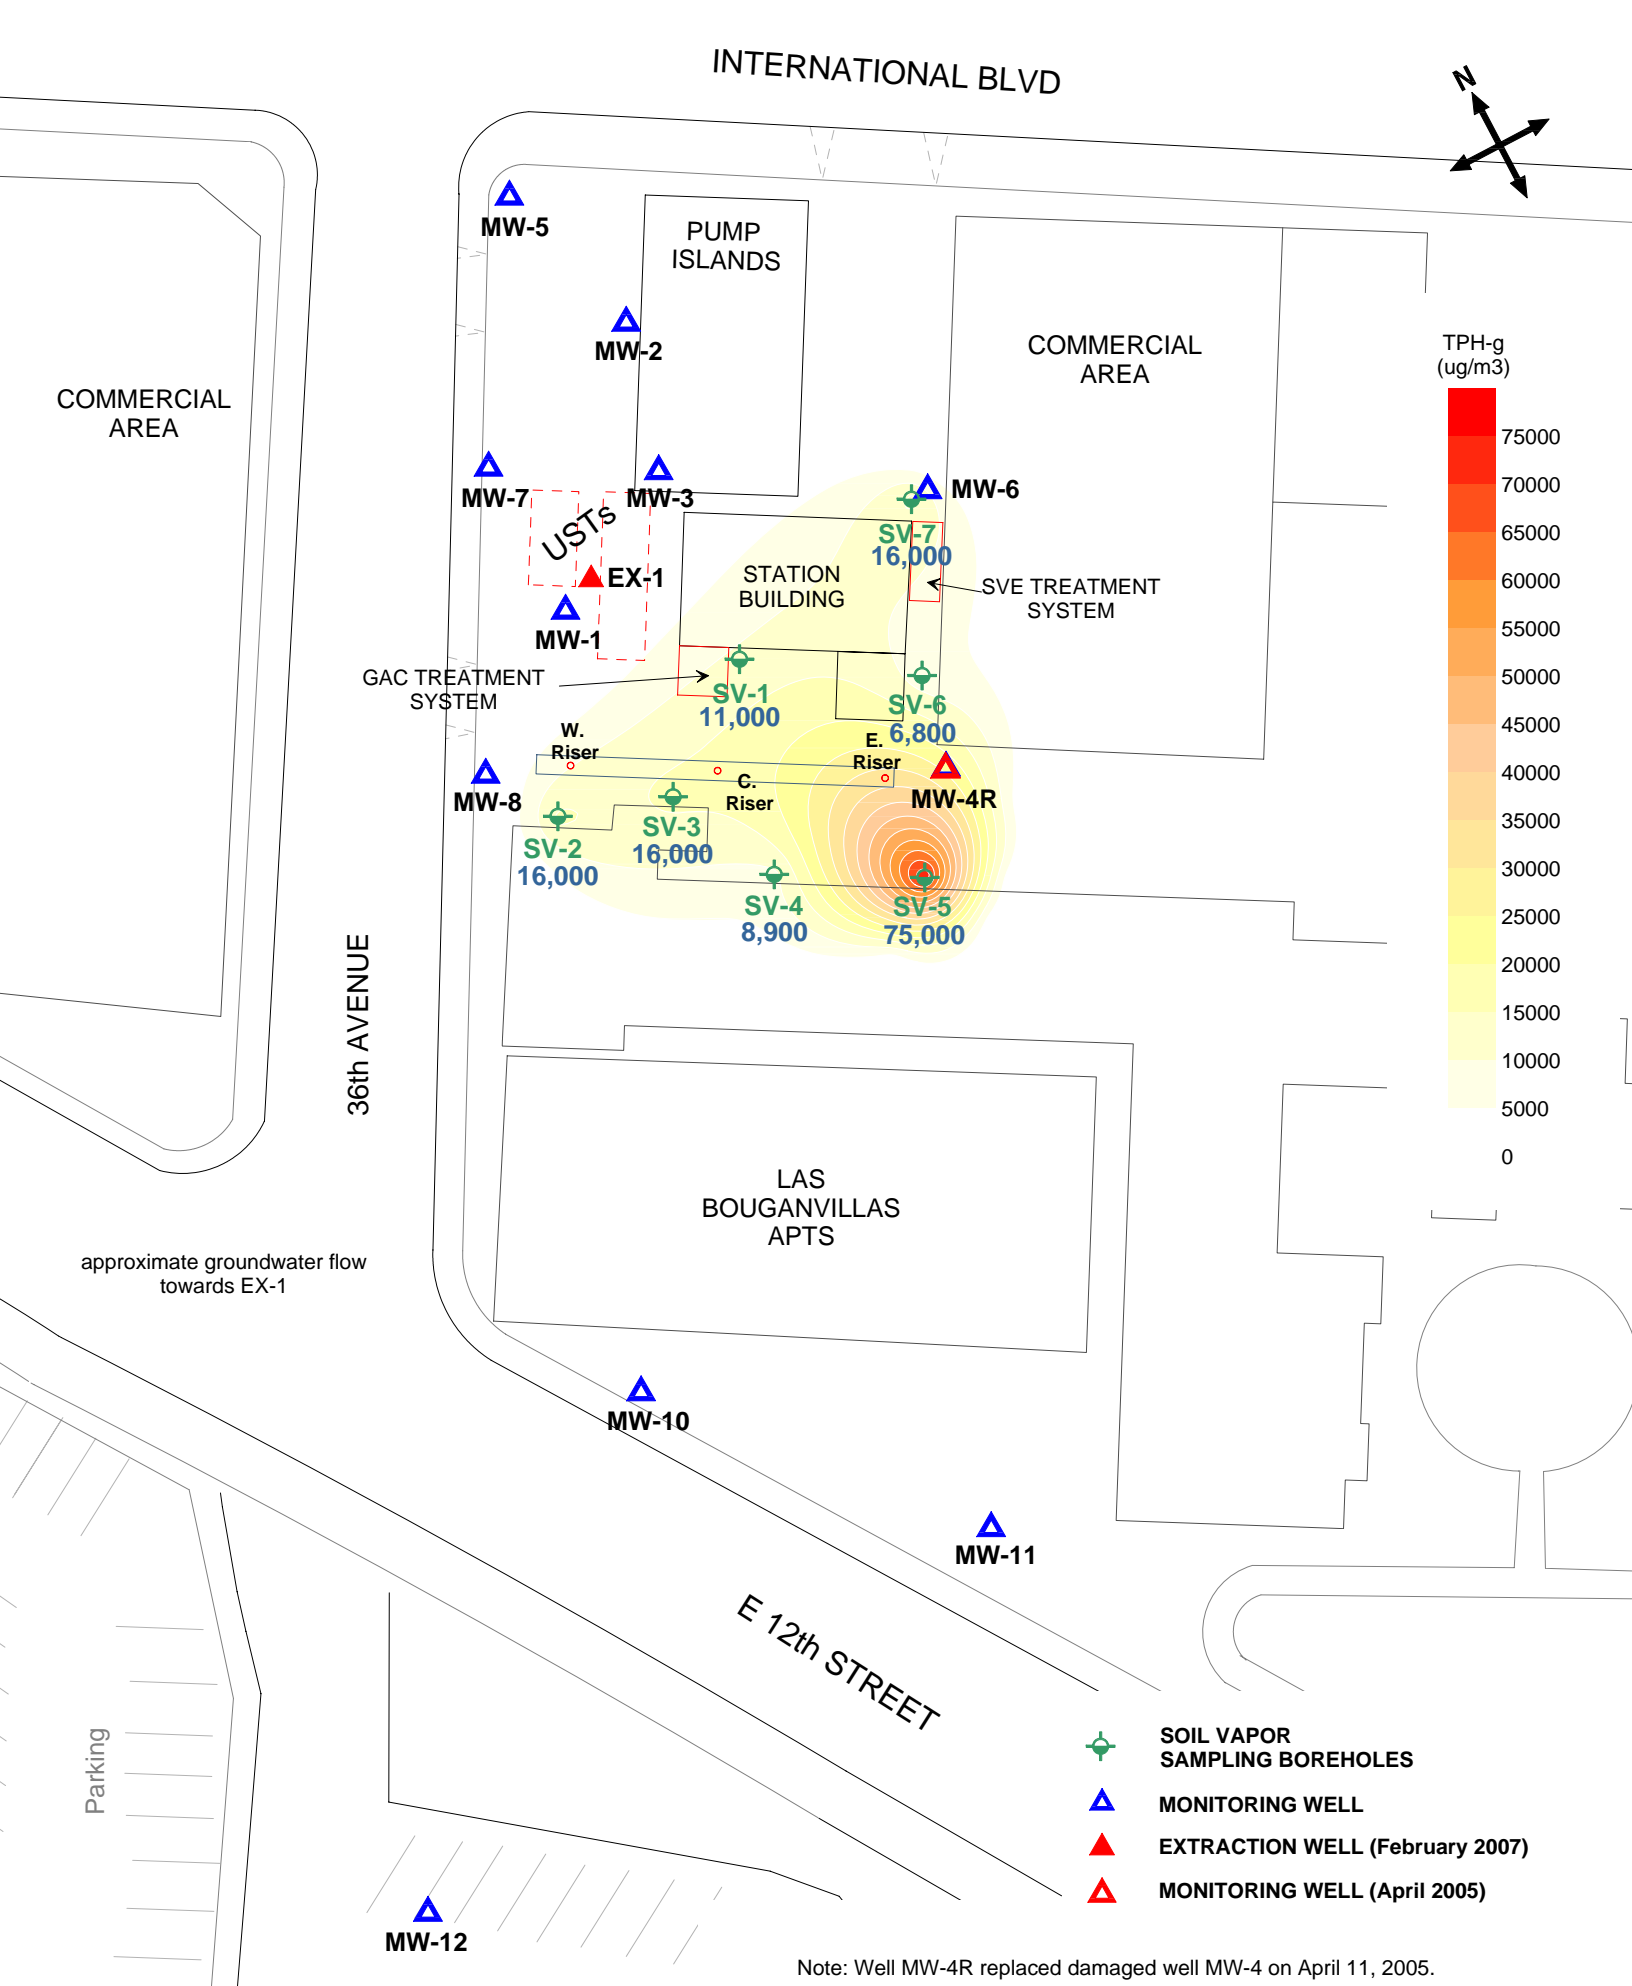 INTERNATIONAL BLVD
N
MW-5
PUMP
ISLANDS
MW-2
COMMERCIAL
AREA
COMMERCIAL
AREA
TPH-g
(ug/m3)
75000
70000
65000
60000
55000
50000
45000
40000
35000
30000
25000
20000
15000
10000
5000
0
MW-7
MW-3
MW-6
USTs
SV-7
16,000
EX-1
STATION
BUILDING
SVE TREATMENT
SYSTEM
MW-1
GAC TREATMENT
SYSTEM
SV-1
11,000
SV-6
6,800
W.
Riser
E.
Riser
C.
Riser
MW-8
MW-4R
SV-2
16,000
SV-3
16,000
SV-4
8,900
SV-5
75,000
36th AVENUE
LAS
BOUGANVILLAS
APTS
approximate groundwater flow
towards EX-1
MW-10
MW-11
E 12th STREET
Parking
MW-12
SOIL VAPOR
SAMPLING BOREHOLES
MONITORING WELL
EXTRACTION WELL (February 2007)
MONITORING WELL (April 2005)
Note: Well MW-4R replaced damaged well MW-4 on April 11, 2005.